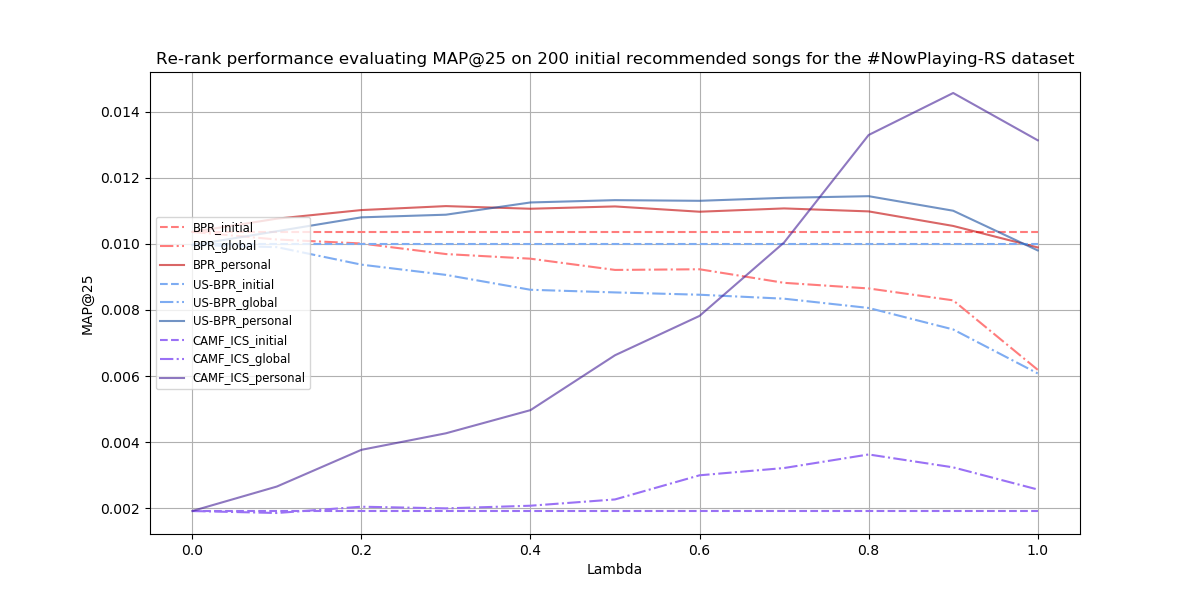 Re-rank performance evaluating MAP@25 on 200 initial recommended songs for the #NowPlaying-RS dataset
0.014
0.012
0.010
0.008
0.006
0.004
0.002
MAP@25
BPR_initial
BPR_global
BPR_personal
US-BPR_initial
US-BPR_global
US-BPR_personal
CAMF_ICS_initial
CAMF_ICS_global
CAMF_ICS_personal
0.0 0.2 0.4 0.6 0.8 1.0
Lambda